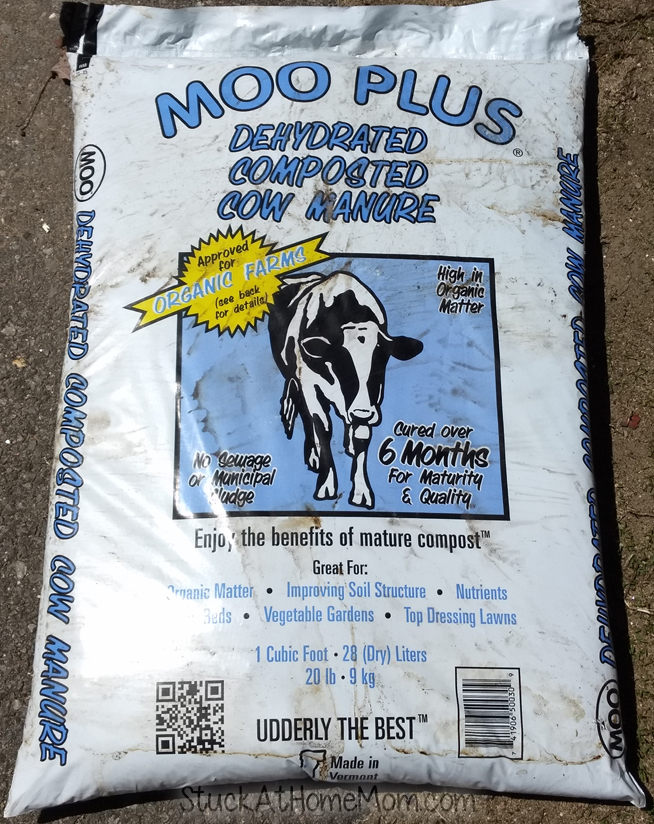 MOO PLUS®
DEHYDRATED
COMPOSTED
COW MANURE
MOO
DEHYDRATED COMPOSTED COW MANURE
DEHYDRATED COMPOSTED COW MANURE
MOO
Approved
for
ORGANIC FARMS
(see back
for details)
High in
Organic
Matter
No Sewage
or Municipal
Cured over
6 Months
For Maturity
& Quality
Enjoy the benefits of mature compost™
Great For:
Organic Matter • Improving Soil Structure • Nutrients
Beds • Vegetable Gardens • Top Dressing Lawns
1 Cubic Foot • 28 (Dry) Liters
20 lb • 9 kg
UDDERLY THE BEST™
Made in
Vermont
StuckAtHomeMom.com